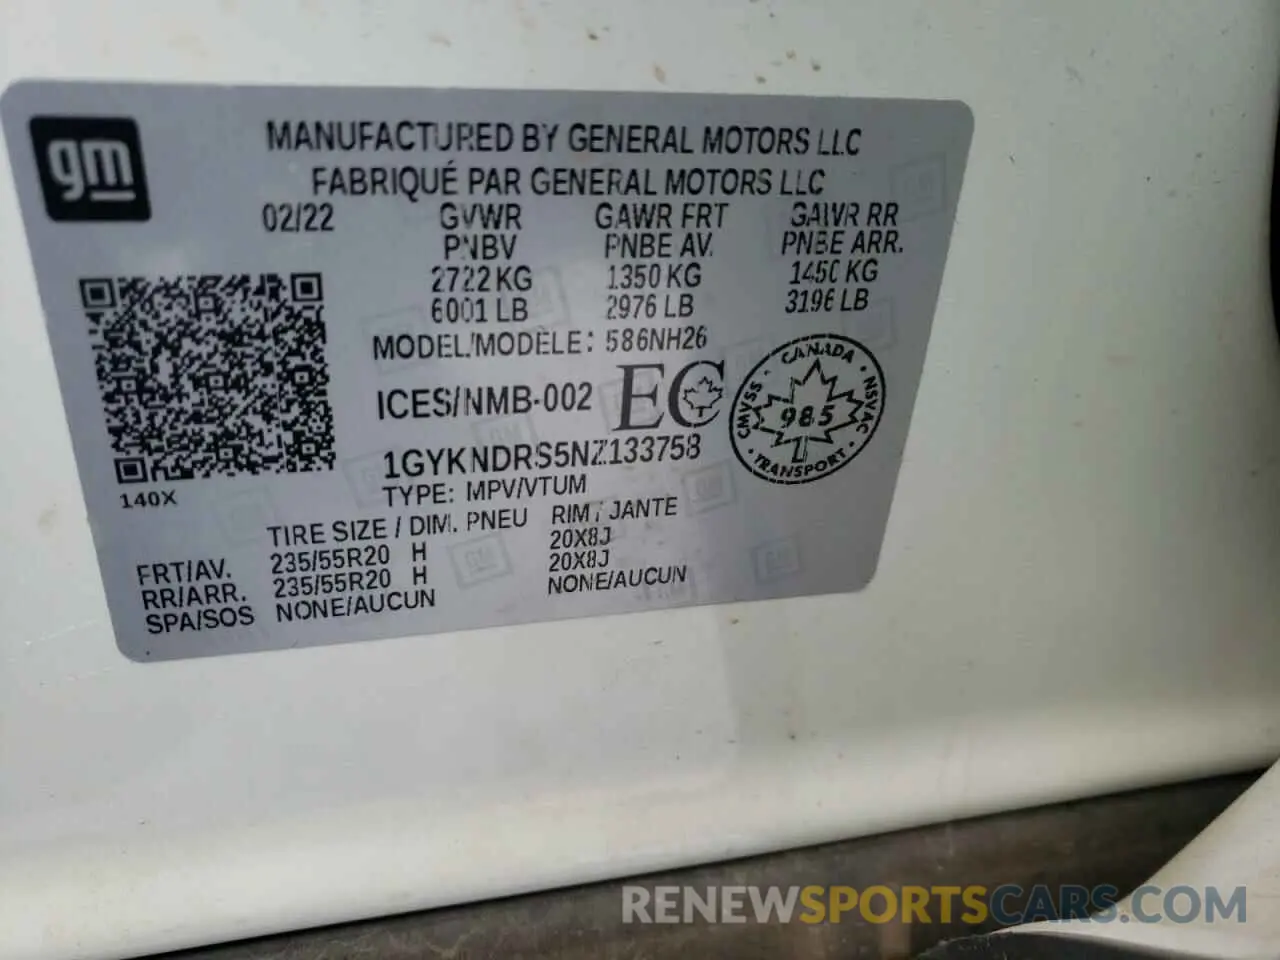 gm
MANUFACTURED BY GENERAL MOTORS LLC
FABRIQUÉ PAR GENERAL MOTORS LLC
02/22 GVWR GAWR FRT GAWR RR
PNBV PNBE AV. PNBE ARR.
2722 KG 1350 KG 1450 KG
6001 LB 2976 LB 3196 LB
MODEL/MODÈLE: 586NH26
ICES/NMB-002 EC
CANADA
CMVSS 985 NSVAC
TRANSPORT
1GYKNDRS5NZ133758
140X TYPE: MPV/VTUM
TIRE SIZE / DIM. PNEU RIM / JANTE
FRT/AV. 235/55R20 H 20X8J
RR/ARR. 235/55R20 H 20X8J
SPA/SOS NONE/AUCUN NONE/AUCUN
RENEWSPORTSCARS.COM